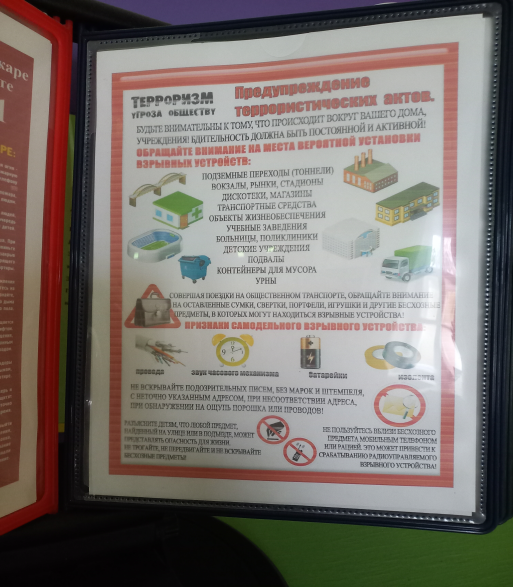 каре
ТЕРРОРИЗМ
УГРОЗА ОБЩЕСТВУ
Предупреждение
террористических актов.
БУДЬТЕ ВНИМАТЕЛЬНЫ К ТОМУ, ЧТО ПРОИСХОДИТ ВОКРУГ ВАШЕГО ДОМА,
УЧРЕЖДЕНИЯ! БДИТЕЛЬНОСТЬ ДОЛЖНА БЫТЬ ПОСТОЯННОЙ И АКТИВНОЙ!
ОБРАЩАЙТЕ ВНИМАНИЕ НА МЕСТА ВЕРОЯТНОЙ УСТАНОВКИ
ВЗРЫВНЫХ УСТРОЙСТВ:
ПОДЗЕМНЫЕ ПЕРЕХОДЫ (ТОННЕЛИ)
ВОКЗАЛЫ, РЫНКИ, СТАДИОНЫ
ДИСКОТЕКИ, МАГАЗИНЫ
ТРАНСПОРТНЫЕ СРЕДСТВА
ОБЪЕКТЫ ЖИЗНЕОБЕСПЕЧЕНИЯ
УЧЕБНЫЕ ЗАВЕДЕНИЯ
БОЛЬНИЦЫ, ПОЛИКЛИНИКИ
ДЕТСКИЕ УЧРЕЖДЕНИЯ
ПОДВАЛЫ
КОНТЕЙНЕРЫ ДЛЯ МУСОРА
УРНЫ
СОВЕРШАЯ ПОЕЗДКИ НА ОБЩЕСТВЕННОМ ТРАНСПОРТЕ, ОБРАЩАЙТЕ ВНИМАНИЕ
НА ОСТАВЛЕННЫЕ СУМКИ, СВЕРТКИ, ПОРТФЕЛИ, ИГРУШКИ И ДРУГИЕ БЕСХОЗНЫЕ
ПРЕДМЕТЫ, В КОТОРЫХ МОГУТ НАХОДИТЬСЯ ВЗРЫВНЫЕ УСТРОЙСТВА!
ПРИЗНАКИ САМОДЕЛЬНОГО ВЗРЫВНОГО УСТРОЙСТВА
провода звук часового механизма батарейки изолента
НЕ ВСКРЫВАЙТЕ ПОДОЗРИТЕЛЬНЫХ ПИСЕМ, БЕЗ МАРОК И ШТЕМПЕЛЯ,
С НЕТОЧНО УКАЗАННЫМ АДРЕСОМ, ПРИ НЕСООТВЕТСТВИИ АДРЕСА,
ПРИ ОБНАРУЖЕНИИ НА ОЩУПЬ ПОРОШКА ИЛИ ПРОВОДОВ!
РАЗЪЯСНИТЕ ДЕТЯМ, ЧТО ЛЮБОЙ ПРЕДМЕТ,
НАЙДЕННЫЙ НА УЛИЦЕ ИЛИ В ПОДЪЕЗДЕ, МОЖЕТ
ПРЕДСТАВЛЯТЬ ОПАСНОСТЬ ДЛЯ ЖИЗНИ
НЕ ТРОГАЙТЕ, НЕ ПЕРЕДВИГАЙТЕ ИЛИ ВСКРЫВАЙТЕ
БЕСХОЗНЫЕ ПРЕДМЕТЫ!
НЕ ПОЛЬЗУЙТЕСЬ ВБЛИЗИ БЕСХОЗНОГО
ПРЕДМЕТА МОБИЛЬНЫМ ТЕЛЕФОНОМ
ИЛИ РАЦИЕЙ. ЭТО МОЖЕТ ПРИВЕСТИ К
СРАБАТЫВАНИЮ РАДИОУПРАВЛЯЕМОГО
ВЗРЫВНОГО УСТРОЙСТВА!